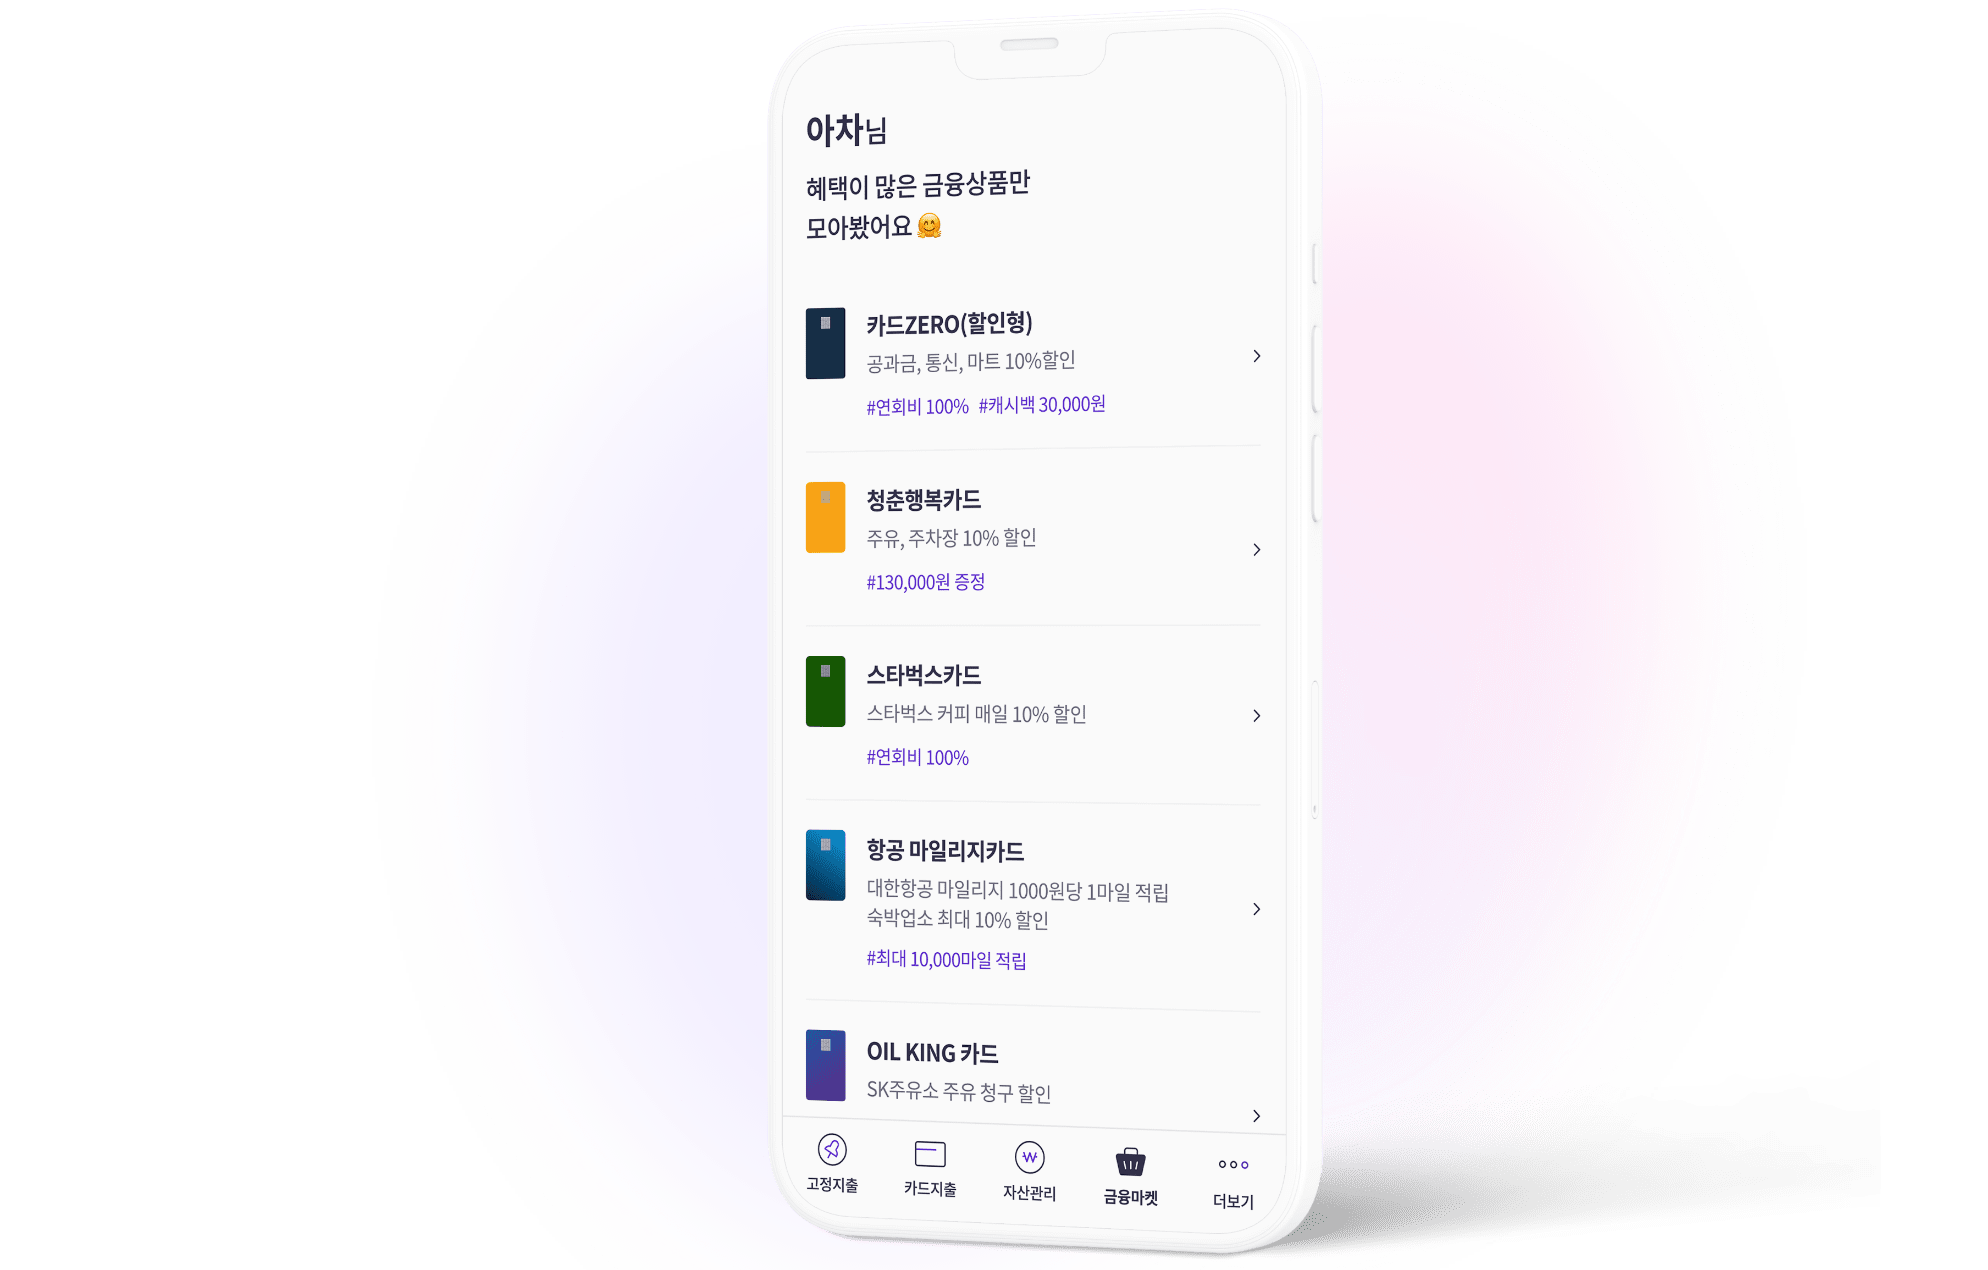 아차님
혜택이 많은 금융상품만
모아봤어요 🤗
카드ZERO(할인형)
공과금, 통신, 마트 10%할인
#연회비 100% #캐시백 30,000원
청춘행복카드
주유, 주차장 10% 할인
#130,000원 증정
스타벅스카드
스타벅스 커피 매일 10% 할인
#연회비 100%
항공 마일리지카드
대한항공 마일리지 1000원당 1마일 적립
숙박업소 최대 10% 할인
#최대 10,000마일 적립
OIL KING 카드
SK주유소 주유 청구 할인
고정지출 카드지출 자산관리 금융마켓 더보기